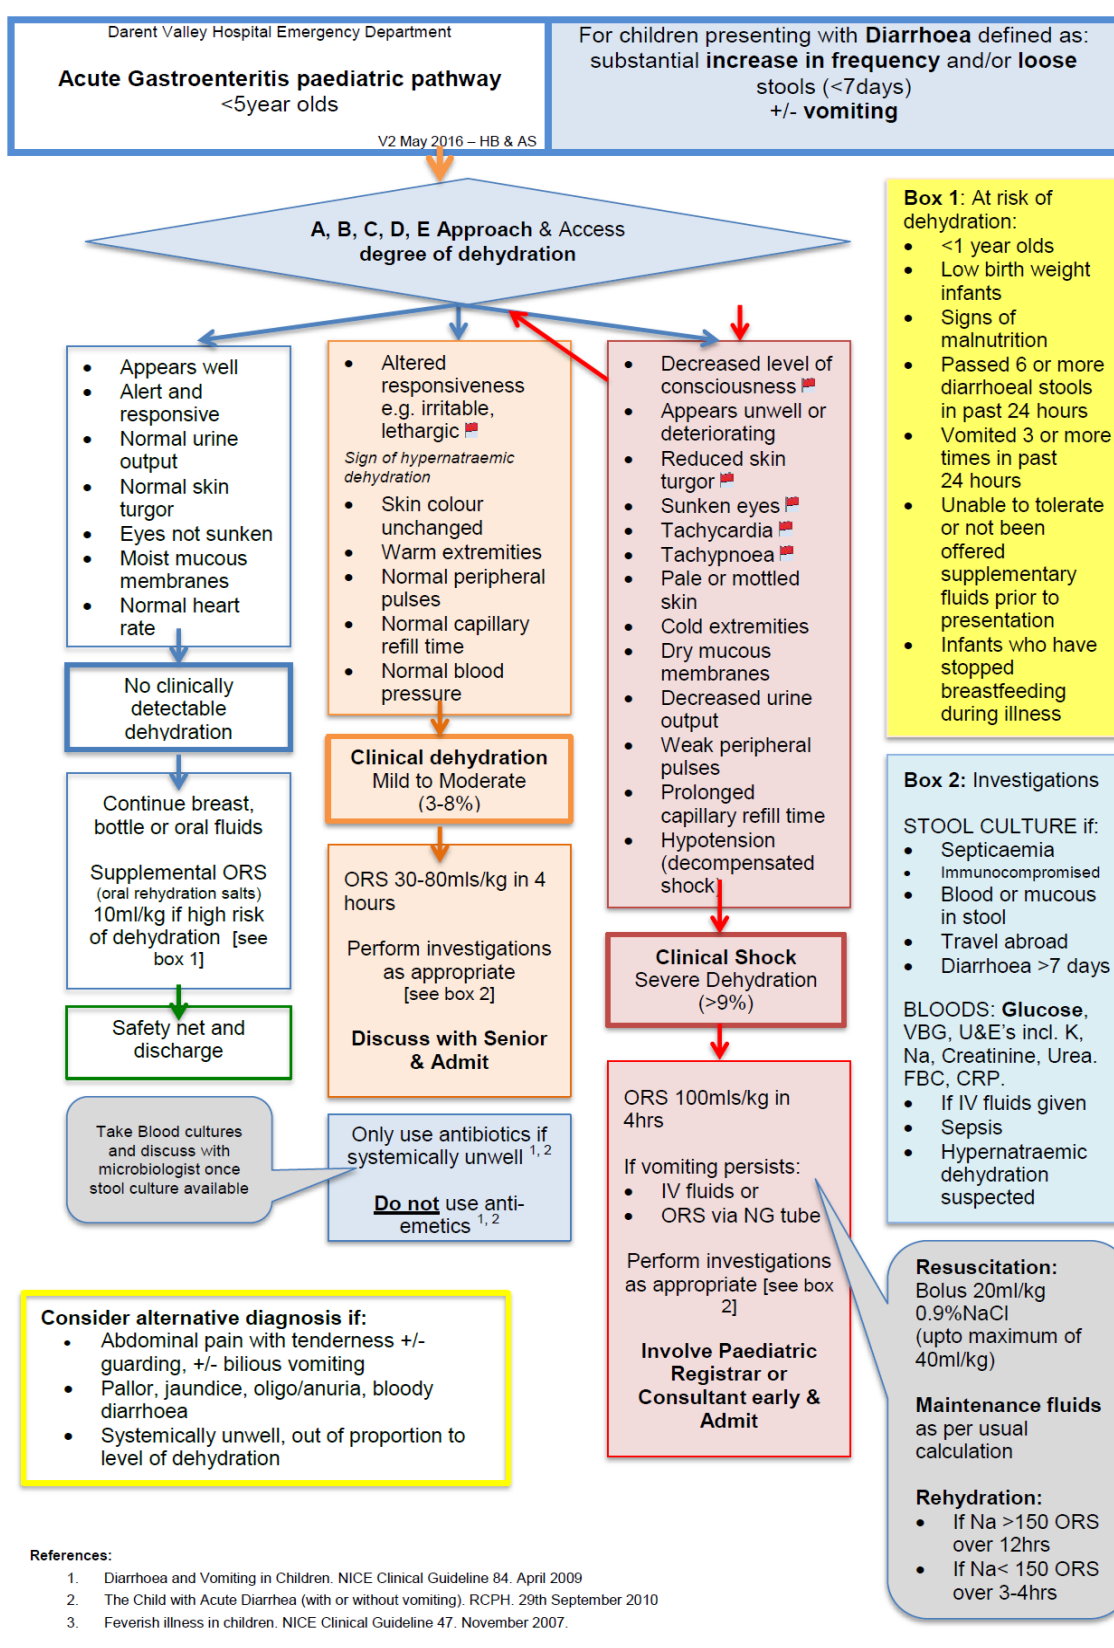 Darent Valley Hospital Emergency Department
Acute Gastroenteritis paediatric pathway
<5year olds
V2 May 2016 – HB & AS
For children presenting with Diarrhoea defined as:
substantial increase in frequency and/or loose
stools (<7days)
+/- vomiting
A, B, C, D, E Approach & Access
degree of dehydration
• Appears well
• Alert and
responsive
• Normal urine
output
• Normal skin
turgor
• Eyes not sunken
• Moist mucous
membranes
• Normal heart
rate
No clinically
detectable
dehydration
Continue breast,
bottle or oral fluids
Supplemental ORS
(oral rehydration salts)
10ml/kg if high risk
of dehydration [see
box 1]
Safety net and
discharge
Take Blood cultures
and discuss with
microbiologist once
stool culture available
• Altered
responsiveness
e.g. irritable,
lethargic
Sign of hypernatraemic
dehydration
• Skin colour
unchanged
• Warm extremities
• Normal peripheral
pulses
• Normal capillary
refill time
• Normal blood
pressure
Clinical dehydration
Mild to Moderate
(3-8%)
ORS 30-80mls/kg in 4
hours
Perform investigations
as appropriate
[see box 2]
Discuss with Senior
& Admit
Only use antibiotics if
systemically unwell 1, 2
Do not use anti-
emetics 1, 2
• Decreased level of
consciousness
• Appears unwell or
deteriorating
• Reduced skin
turgor
• Sunken eyes
• Tachycardia
• Tachypnoea
• Pale or mottled
skin
• Cold extremities
• Dry mucous
membranes
• Decreased urine
output
• Weak peripheral
pulses
• Prolonged
capillary refill time
• Hypotension
(decompensated
shock)
Clinical Shock
Severe Dehydration
(>9%)
ORS 100mls/kg in
4hrs
If vomiting persists:
• IV fluids or
• ORS via NG tube
Perform investigations
as appropriate [see box
2]
Involve Paediatric
Registrar or
Consultant early &
Admit
Box 1: At risk of
dehydration:
• <1 year olds
• Low birth weight
infants
• Signs of
malnutrition
• Passed 6 or more
diarrhoeal stools
in past 24 hours
• Vomited 3 or more
times in past
24 hours
• Unable to tolerate
or not been
offered
supplementary
fluids prior to
presentation
• Infants who have
stopped
breastfeeding
during illness
Box 2: Investigations
STOOL CULTURE if:
• Septicaemia
• Immunocompromised
• Blood or mucous
in stool
• Travel abroad
• Diarrhoea >7 days
BLOODS: Glucose,
VBG, U&E's incl. K,
Na, Creatinine, Urea.
FBC, CRP.
• If IV fluids given
• Sepsis
• Hypernatraemic
dehydration
suspected
Resuscitation:
Bolus 20ml/kg
0.9%NaCl
(upto maximum of
40ml/kg)
Maintenance fluids
as per usual
calculation
Rehydration:
• If Na >150 ORS
over 12hrs
• If Na< 150 ORS
over 3-4hrs
Consider alternative diagnosis if:
• Abdominal pain with tenderness +/-
guarding, +/- bilious vomiting
• Pallor, jaundice, oligo/anuria, bloody
diarrhoea
• Systemically unwell, out of proportion to
level of dehydration
References:
1. Diarrhoea and Vomiting in Children. NICE Clinical Guideline 84. April 2009
2. The Child with Acute Diarrhea (with or without vomiting). RCPH. 29th September 2010
3. Feverish illness in children. NICE Clinical Guideline 47. November 2007.